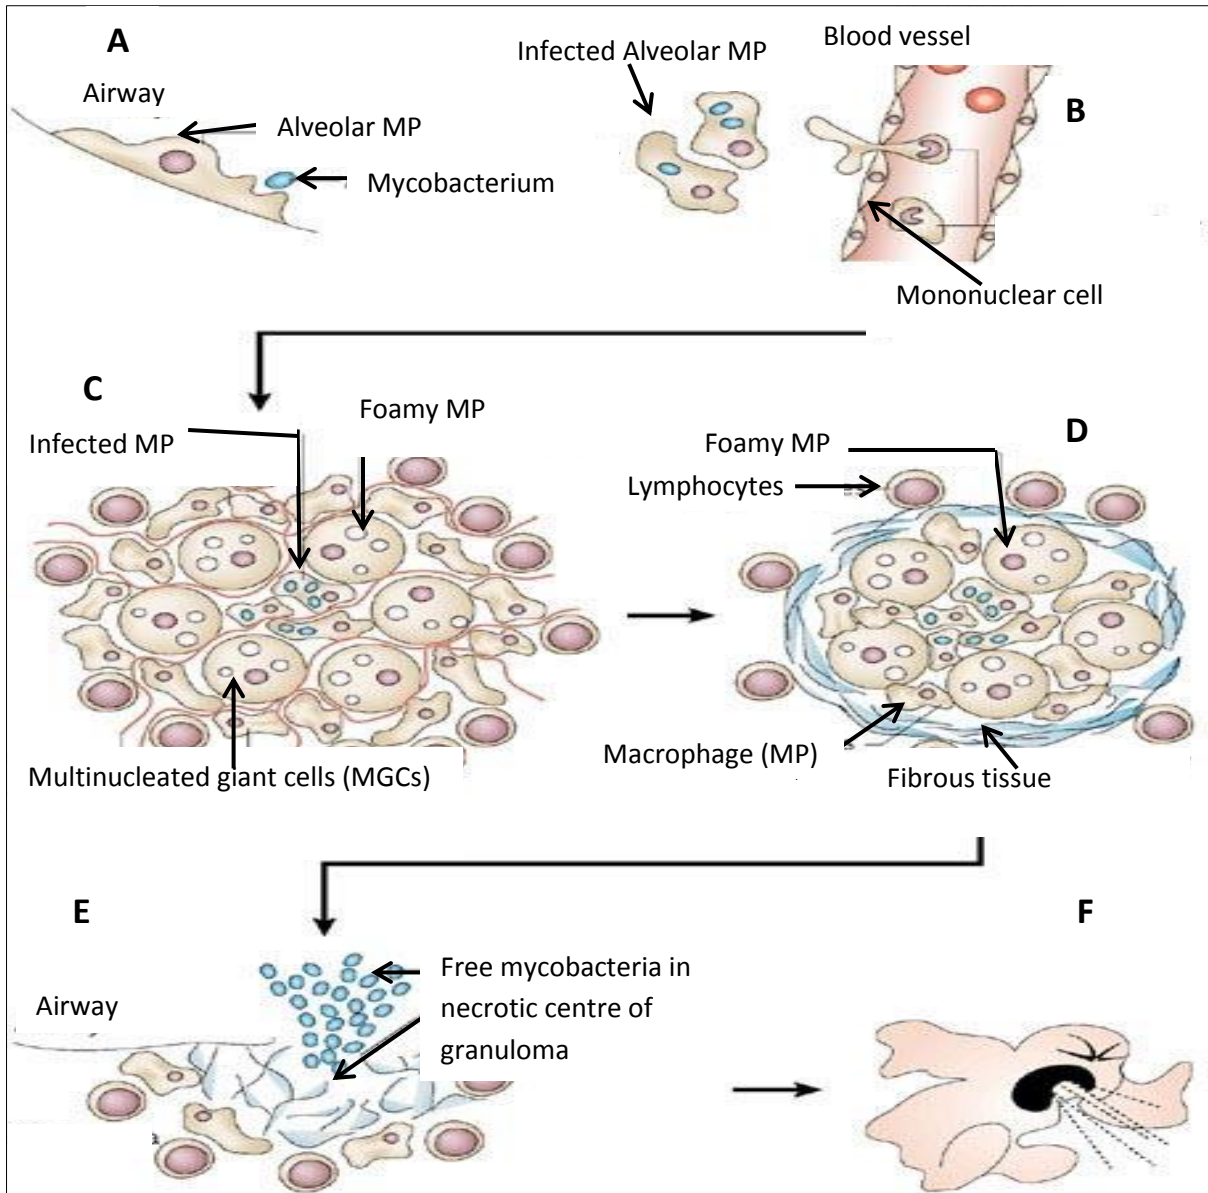 A
Airway
Alveolar MP
Mycobacterium
Infected Alveolar MP
Blood vessel
B
Mononuclear cell
C
Infected MP
Foamy MP
Multinucleated giant cells (MGCs)
D
Foamy MP
Lymphocytes
Macrophage (MP)
Fibrous tissue
E
Airway
Free mycobacteria in
necrotic centre of
granuloma
F